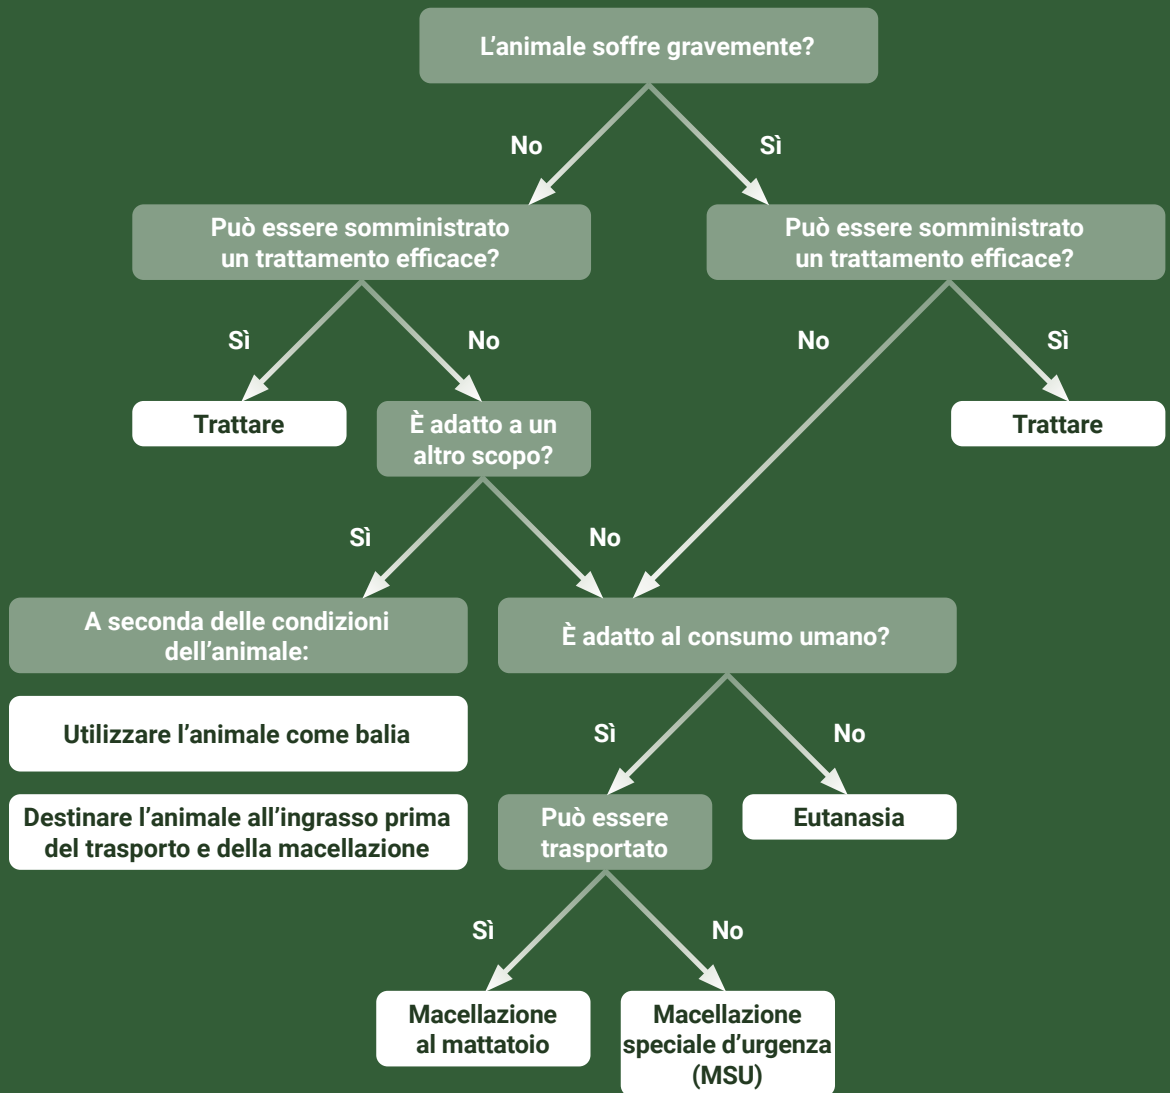 L’animale soffre gravemente?
No
Sì
Può essere somministrato
un trattamento efficace?
Può essere somministrato
un trattamento efficace?
Sì
No
No
Sì
Trattare
È adatto a un
altro scopo?
Trattare
Sì
No
A seconda delle condizioni
dell’animale:
È adatto al consumo umano?
Utilizzare l’animale come balia
Sì
No
Destinare l’animale all’ingrasso prima
del trasporto e della macellazione
Può essere
trasportato
Eutanasia
Sì
No
Macellazione
al mattatoio
Macellazione
speciale d’urgenza
(MSU)